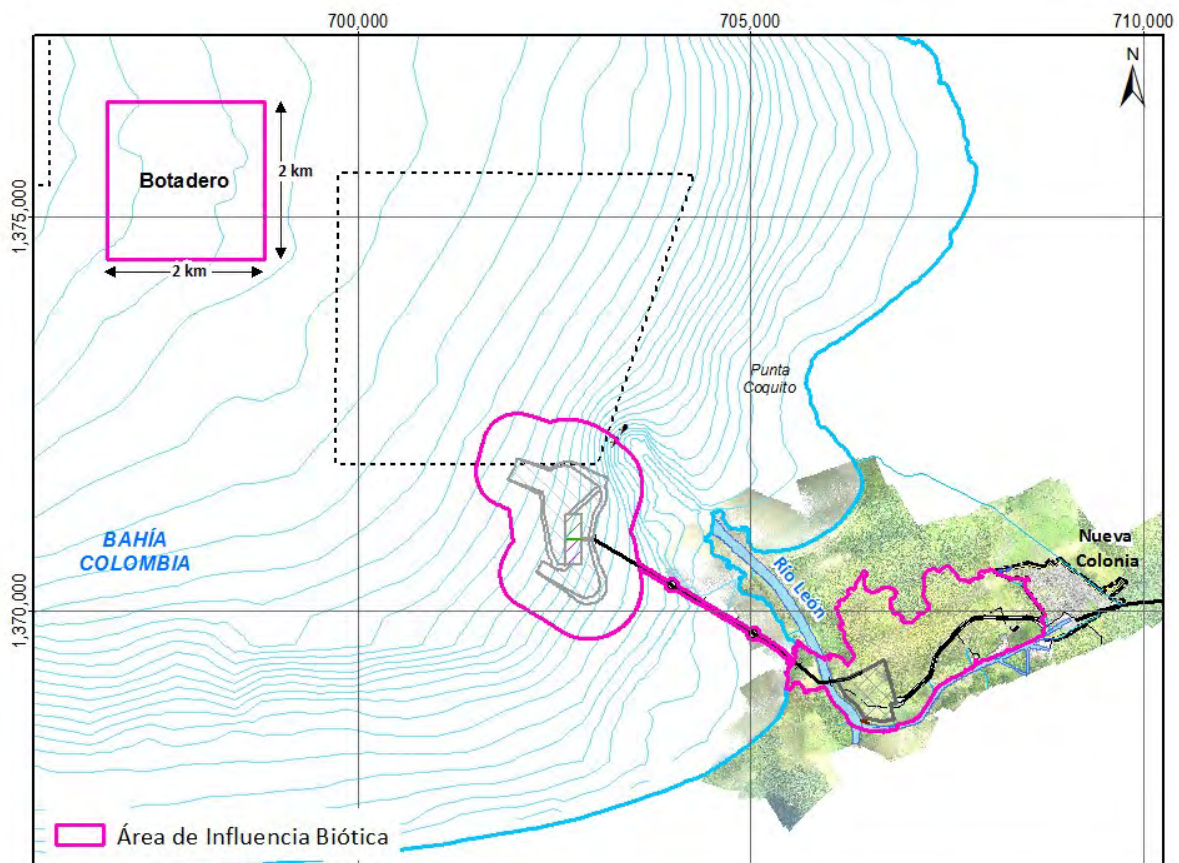 700,000
705,000
710,000
N
Botadero
2 km
2 km
1,375,000
Punta
Coquito
BAHÍA
COLOMBIA
Río León
Nueva
Colonia
1,370,000
Área de Influencia Biótica